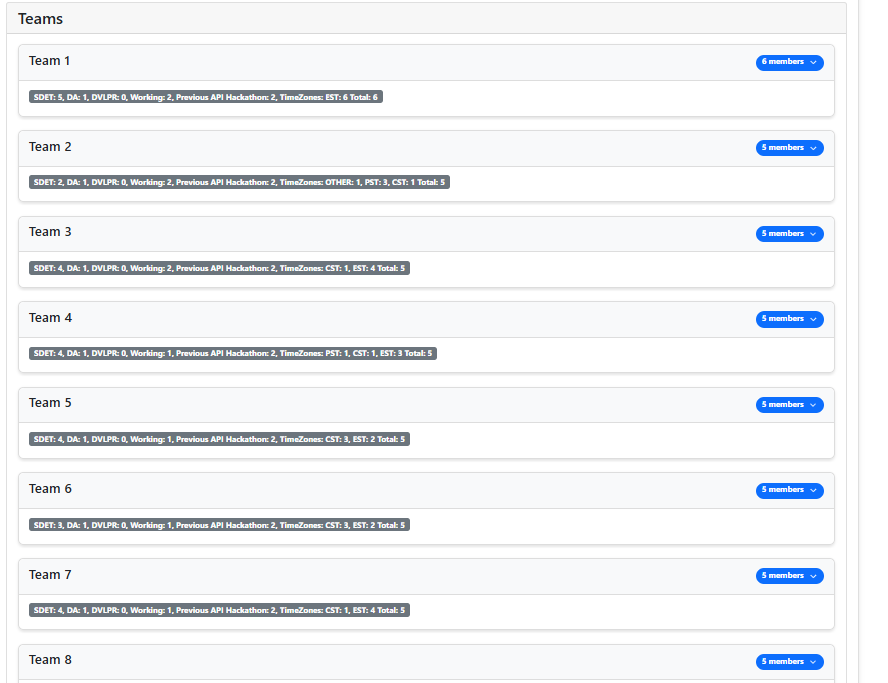 Teams
Team 1
6 members
SDET: 5, DA: 1, DVLPR: 0, Working: 2, Previous API Hackathon: 2, TimeZones: EST: 6 Total: 6
Team 2
5 members
SDET: 2, DA: 1, DVLPR: 0, Working: 2, Previous API Hackathon: 2, TimeZones: OTHER: 1, PST: 3, CST: 1 Total: 5
Team 3
5 members
SDET: 4, DA: 1, DVLPR: 0, Working: 2, Previous API Hackathon: 2, TimeZones: CST: 1, EST: 4 Total: 5
Team 4
5 members
SDET: 4, DA: 1, DVLPR: 0, Working: 1, Previous API Hackathon: 2, TimeZones: PST: 1, CST: 1, EST: 3 Total: 5
Team 5
5 members
SDET: 4, DA: 1, DVLPR: 0, Working: 1, Previous API Hackathon: 2, TimeZones: CST: 3, EST: 2 Total: 5
Team 6
5 members
SDET: 3, DA: 1, DVLPR: 0, Working: 1, Previous API Hackathon: 2, TimeZones: CST: 3, EST: 2 Total: 5
Team 7
5 members
SDET: 4, DA: 1, DVLPR: 0, Working: 1, Previous API Hackathon: 2, TimeZones: CST: 1, EST: 4 Total: 5
Team 8
5 members